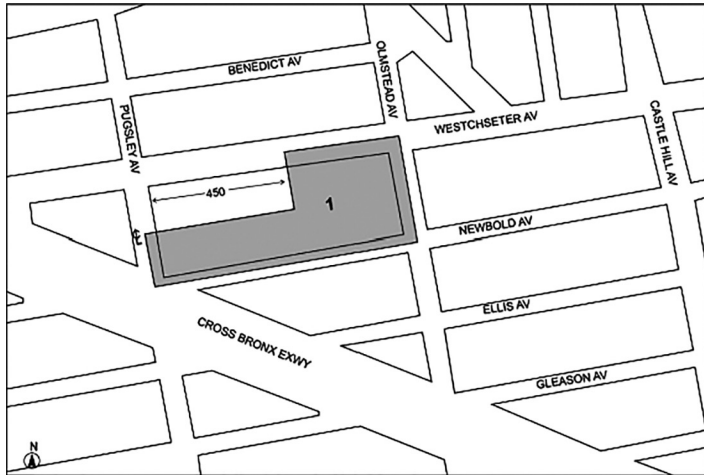 BENEDICT AV
OLMSTEAD AV
PUGSLEY AV
WESTCHSETER AV
CASTLE HILL AV
450
1
NEWBOLD AV
ELLIS AV
CROSS BRONX EXWY
GLEASON AV
N